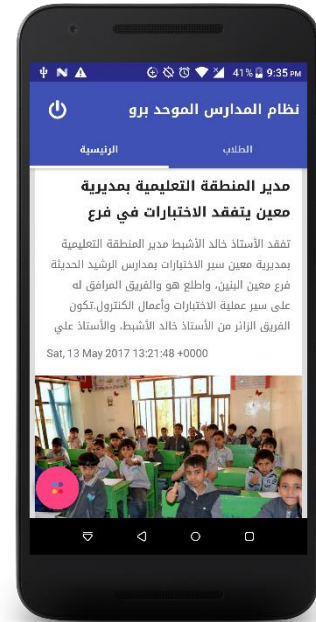 41% 9:35 PM
نظام المدارس الموحد برو
الطلاب
الرئيسية
مدير المنطقة التعليمية بمديرية
معين يتفقد الاختبارات في فرع
تفقد الأستاذ خالد الأشبط مدير المنطقة التعليمية
بمديرية معين سير الاختبارات بمدارس الرشيد الحديثة
فرع معين البنين، واطلع هو والفريق المرافق له
على سير عملية الاختبارات وأعمال الكنترول.تكون
الفريق الزائر من الأستاذ خالد الأشبط، والأستاذ علي
Sat, 13 May 2017 13:21:48 +0000